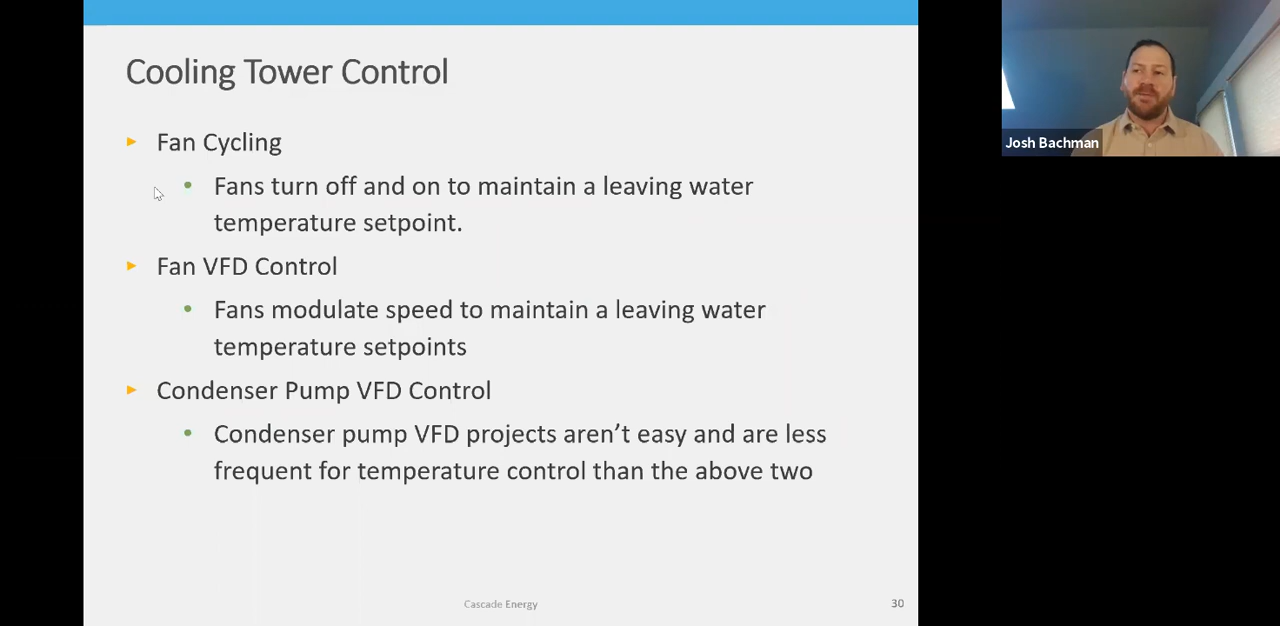 Cooling Tower Control
Fan Cycling
Fans turn off and on to maintain a leaving water
temperature setpoint.
Fan VFD Control
Fans modulate speed to maintain a leaving water
temperature setpoints
Condenser Pump VFD Control
Condenser pump VFD projects aren’t easy and are less
frequent for temperature control than the above two
Cascade Energy
30
Josh Bachman